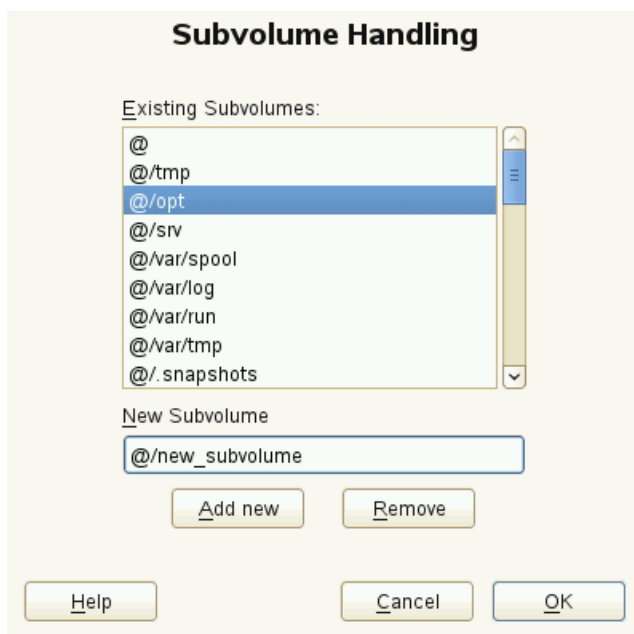 Subvolume Handling
Existing Subvolumes:
@
@/tmp
@/opt
@/srv
@/var/spool
@/var/log
@/var/run
@/var/tmp
@/.snapshots
New Subvolume
@/new_subvolume
Add new Remove
Help Cancel OK